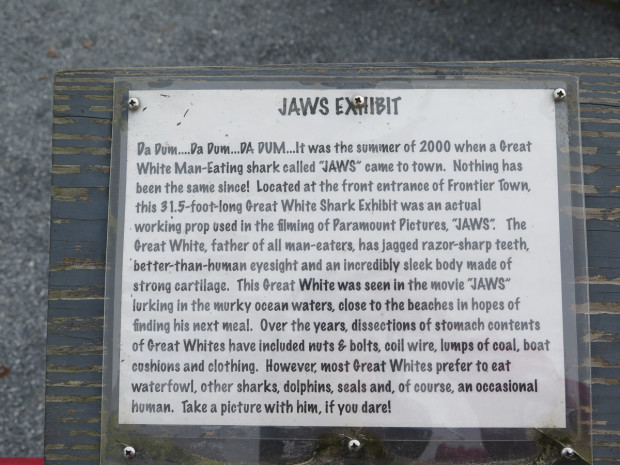 JAWS EXHIBIT
Da Dum....Da Dum...DA DUM...It was the summer of 2000 when a Great
White Man-Eating shark called "JAWS" came to town. Nothing has
been the same since! Located at the front entrance of Frontier Town,
this 31.5-foot-long Great White Shark Exhibit was an actual
working prop used in the filming of Paramount Pictures, "JAWS". The
Great White, father of all man-eaters, has jagged razor-sharp teeth,
better-than-human eyesight and an incredibly sleek body made of
strong cartilage. This Great White was seen in the movie "JAWS"
lurking in the murky ocean waters, close to the beaches in hopes of
finding his next meal. Over the years, dissections of stomach contents
of Great Whites have included nuts & bolts, coil wire, lumps of coal, boat
cushions and clothing. However, most Great Whites prefer to eat
waterfowl, other sharks, dolphins, seals and, of course, an occasional
human. Take a picture with him, if you dare!